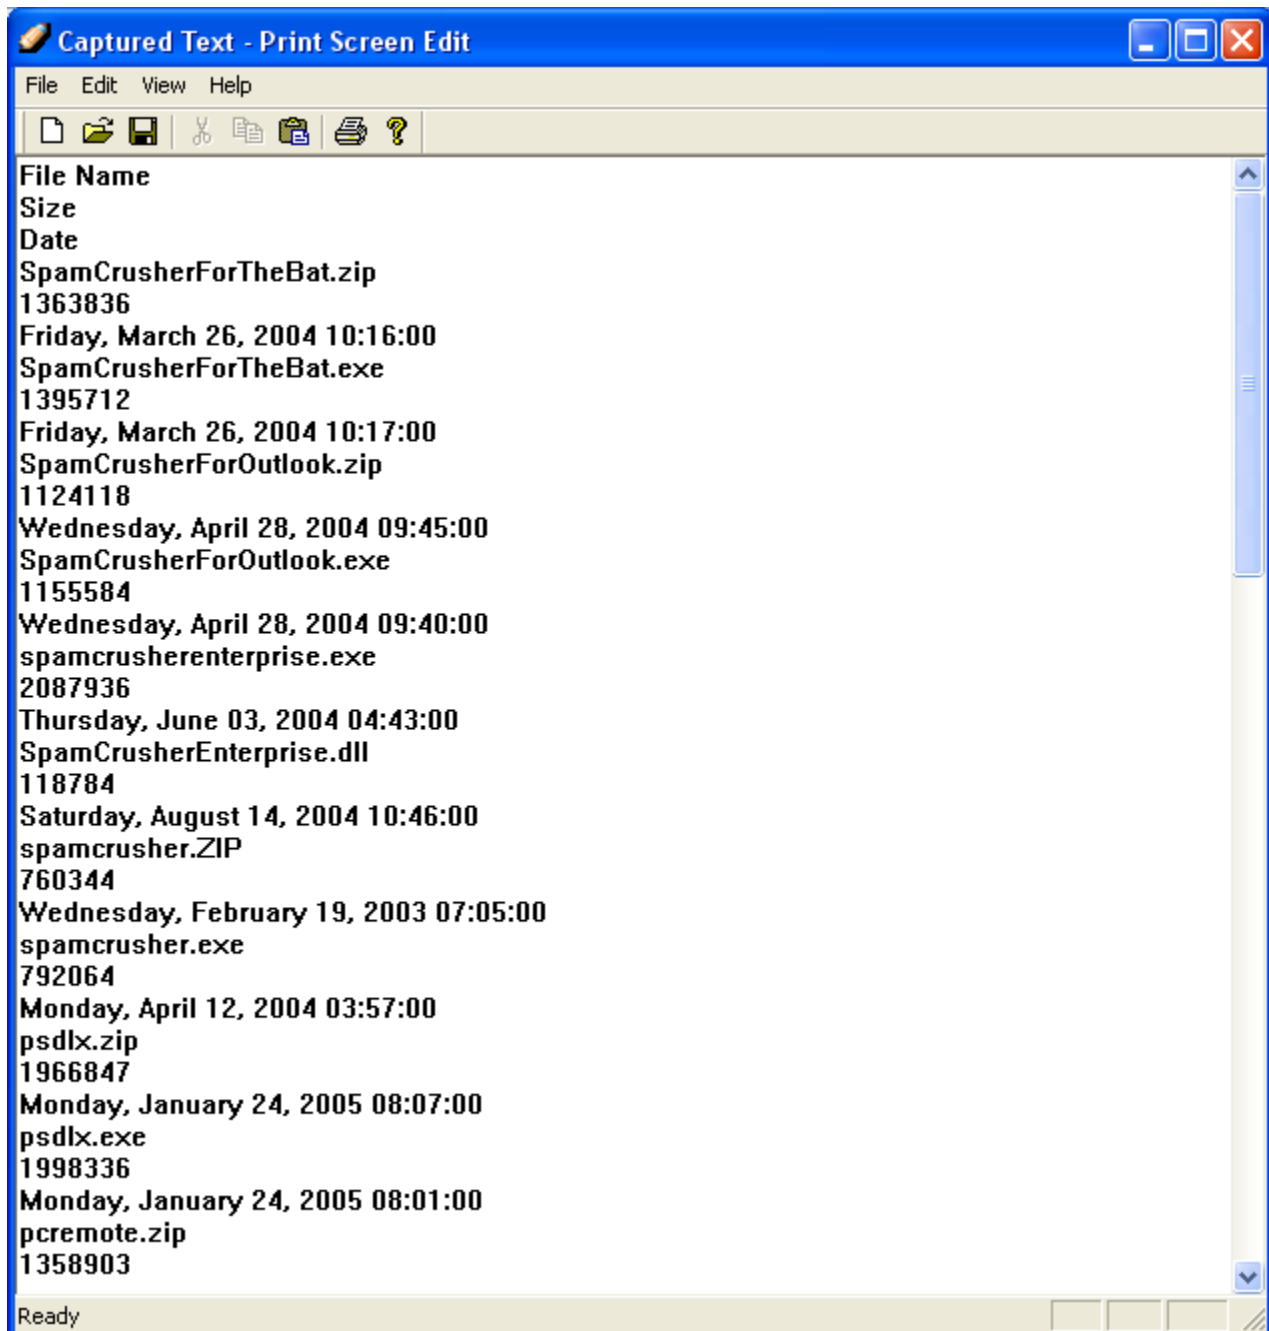 Captured Text - Print Screen Edit
File Edit View Help
File Name
Size
Date
SpamCrusherForTheBat.zip
1363836
Friday, March 26, 2004 10:16:00
SpamCrusherForTheBat.exe
1395712
Friday, March 26, 2004 10:17:00
SpamCrusherForOutlook.zip
1124118
Wednesday, April 28, 2004 09:45:00
SpamCrusherForOutlook.exe
1155584
Wednesday, April 28, 2004 09:40:00
spamcrusherenterprise.exe
2087936
Thursday, June 03, 2004 04:43:00
SpamCrusherEnterprise.dll
118784
Saturday, August 14, 2004 10:46:00
spamcrusher.ZIP
760344
Wednesday, February 19, 2003 07:05:00
spamcrusher.exe
792064
Monday, April 12, 2004 03:57:00
psdlx.zip
1966847
Monday, January 24, 2005 08:07:00
psdlx.exe
1998336
Monday, January 24, 2005 08:01:00
pcremote.zip
1358903
Ready